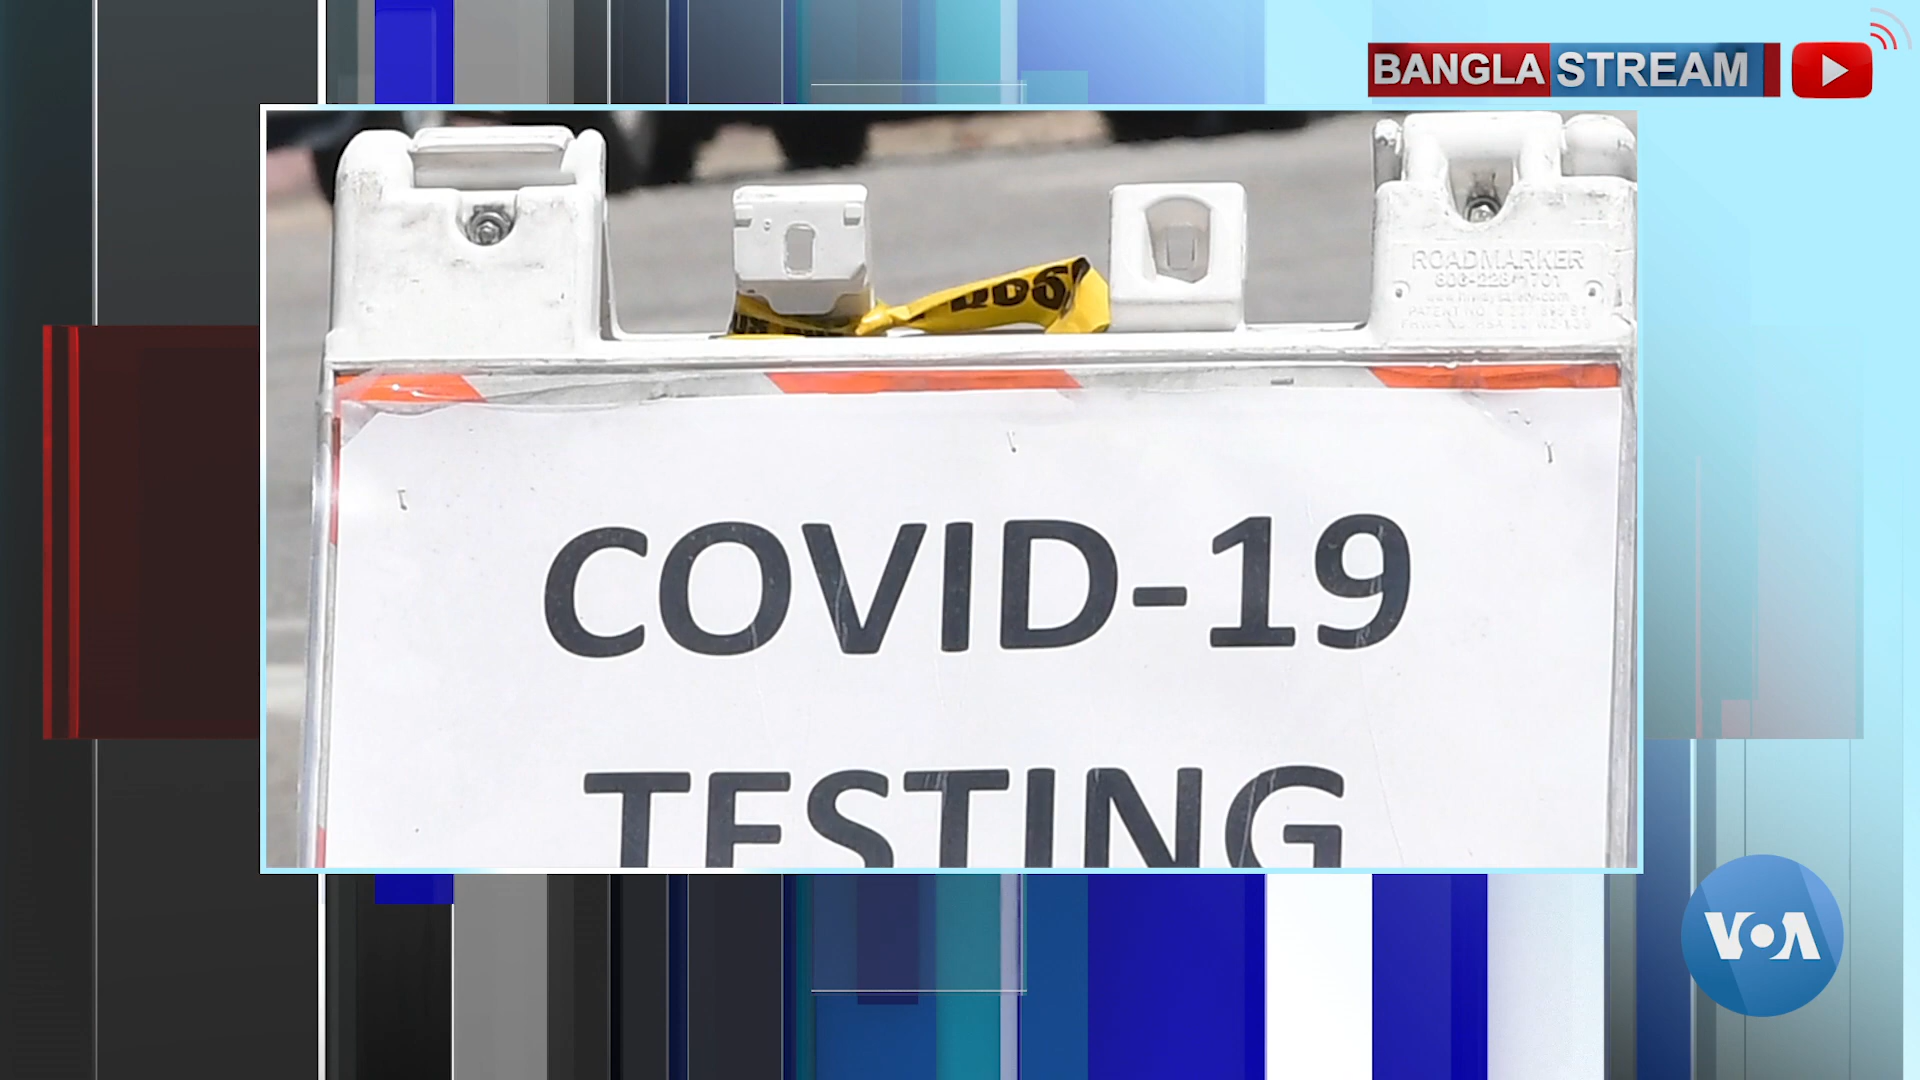 BANGLA STREAM
ROADMARKER
COVID-19
TESTING
VOA